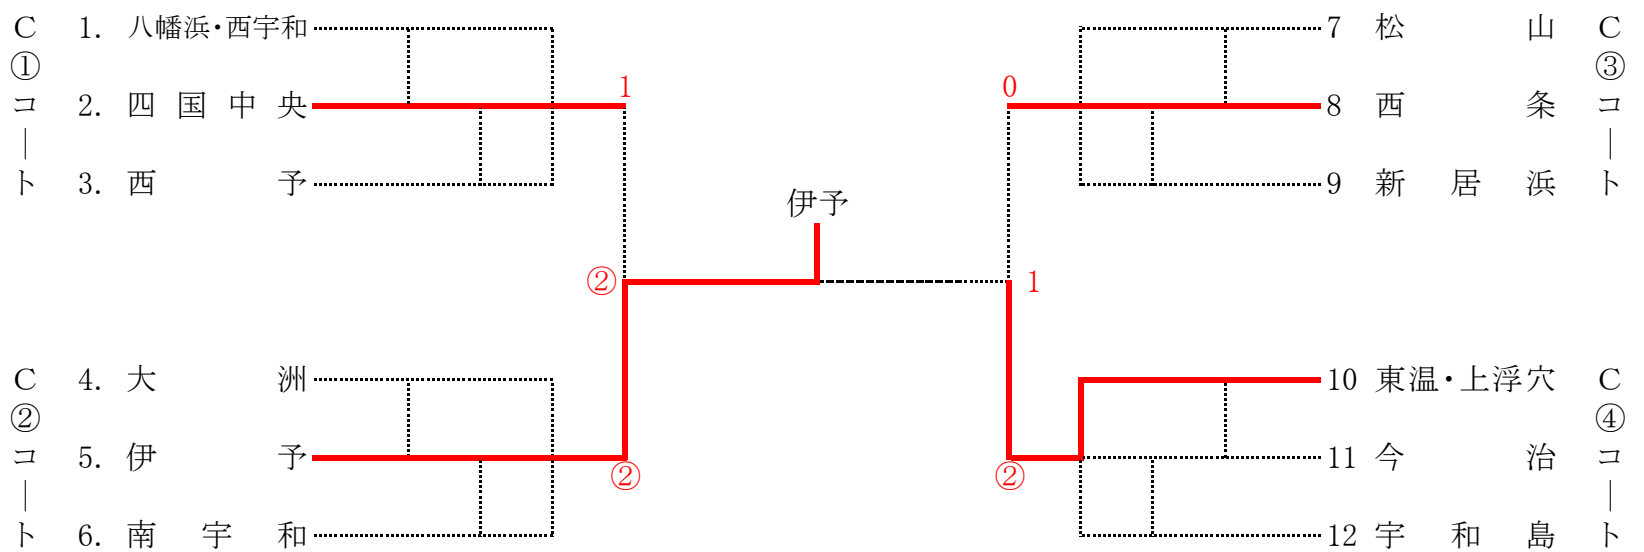 C①コート
1. 八幡浜・西宇和
2. 四国中央
3. 西予
1
C②コート
4. 大洲
5. 伊予
6. 南宇和
②
②
伊予
1
0
②
7 松山
8 西条
9 新居浜
C③コート
10 東温・上浮穴
11 今治
12 宇和島
C④コート